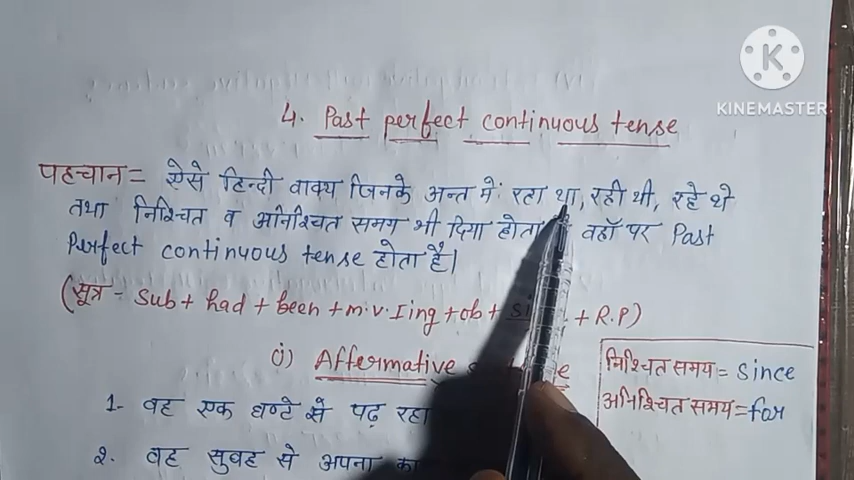 KINEMASTER
4. Past perfect continuous tense
पहचान = ऐसे हिन्दी वाक्य जिनके अन्त में रहा था, रही थी, रहे थे
तथा निश्चित व अनिश्चित समय भी दिया होता वहाँ पर Past
Perfect continuous tense होता है।
(सूत्र - Sub + had + been + m.v. Iing + ob + + R.P)
(i) Affermative
निश्चित समय = since
अनिश्चित समय = for
1- वह एक घण्टे से पढ़ रहा
2. वह सुवह से अपना